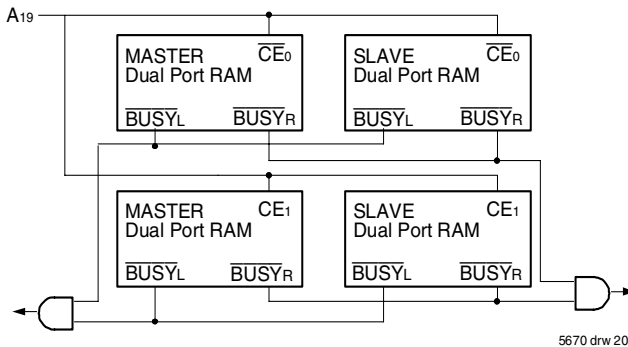 A19
MASTER CE0
Dual Port RAM
BUSYL BUSYR
SLAVE CE0
Dual Port RAM
BUSYL BUSYR
MASTER CE1
Dual Port RAM
BUSYL BUSYR
SLAVE CE1
Dual Port RAM
BUSYL BUSYR
5670 drw 20